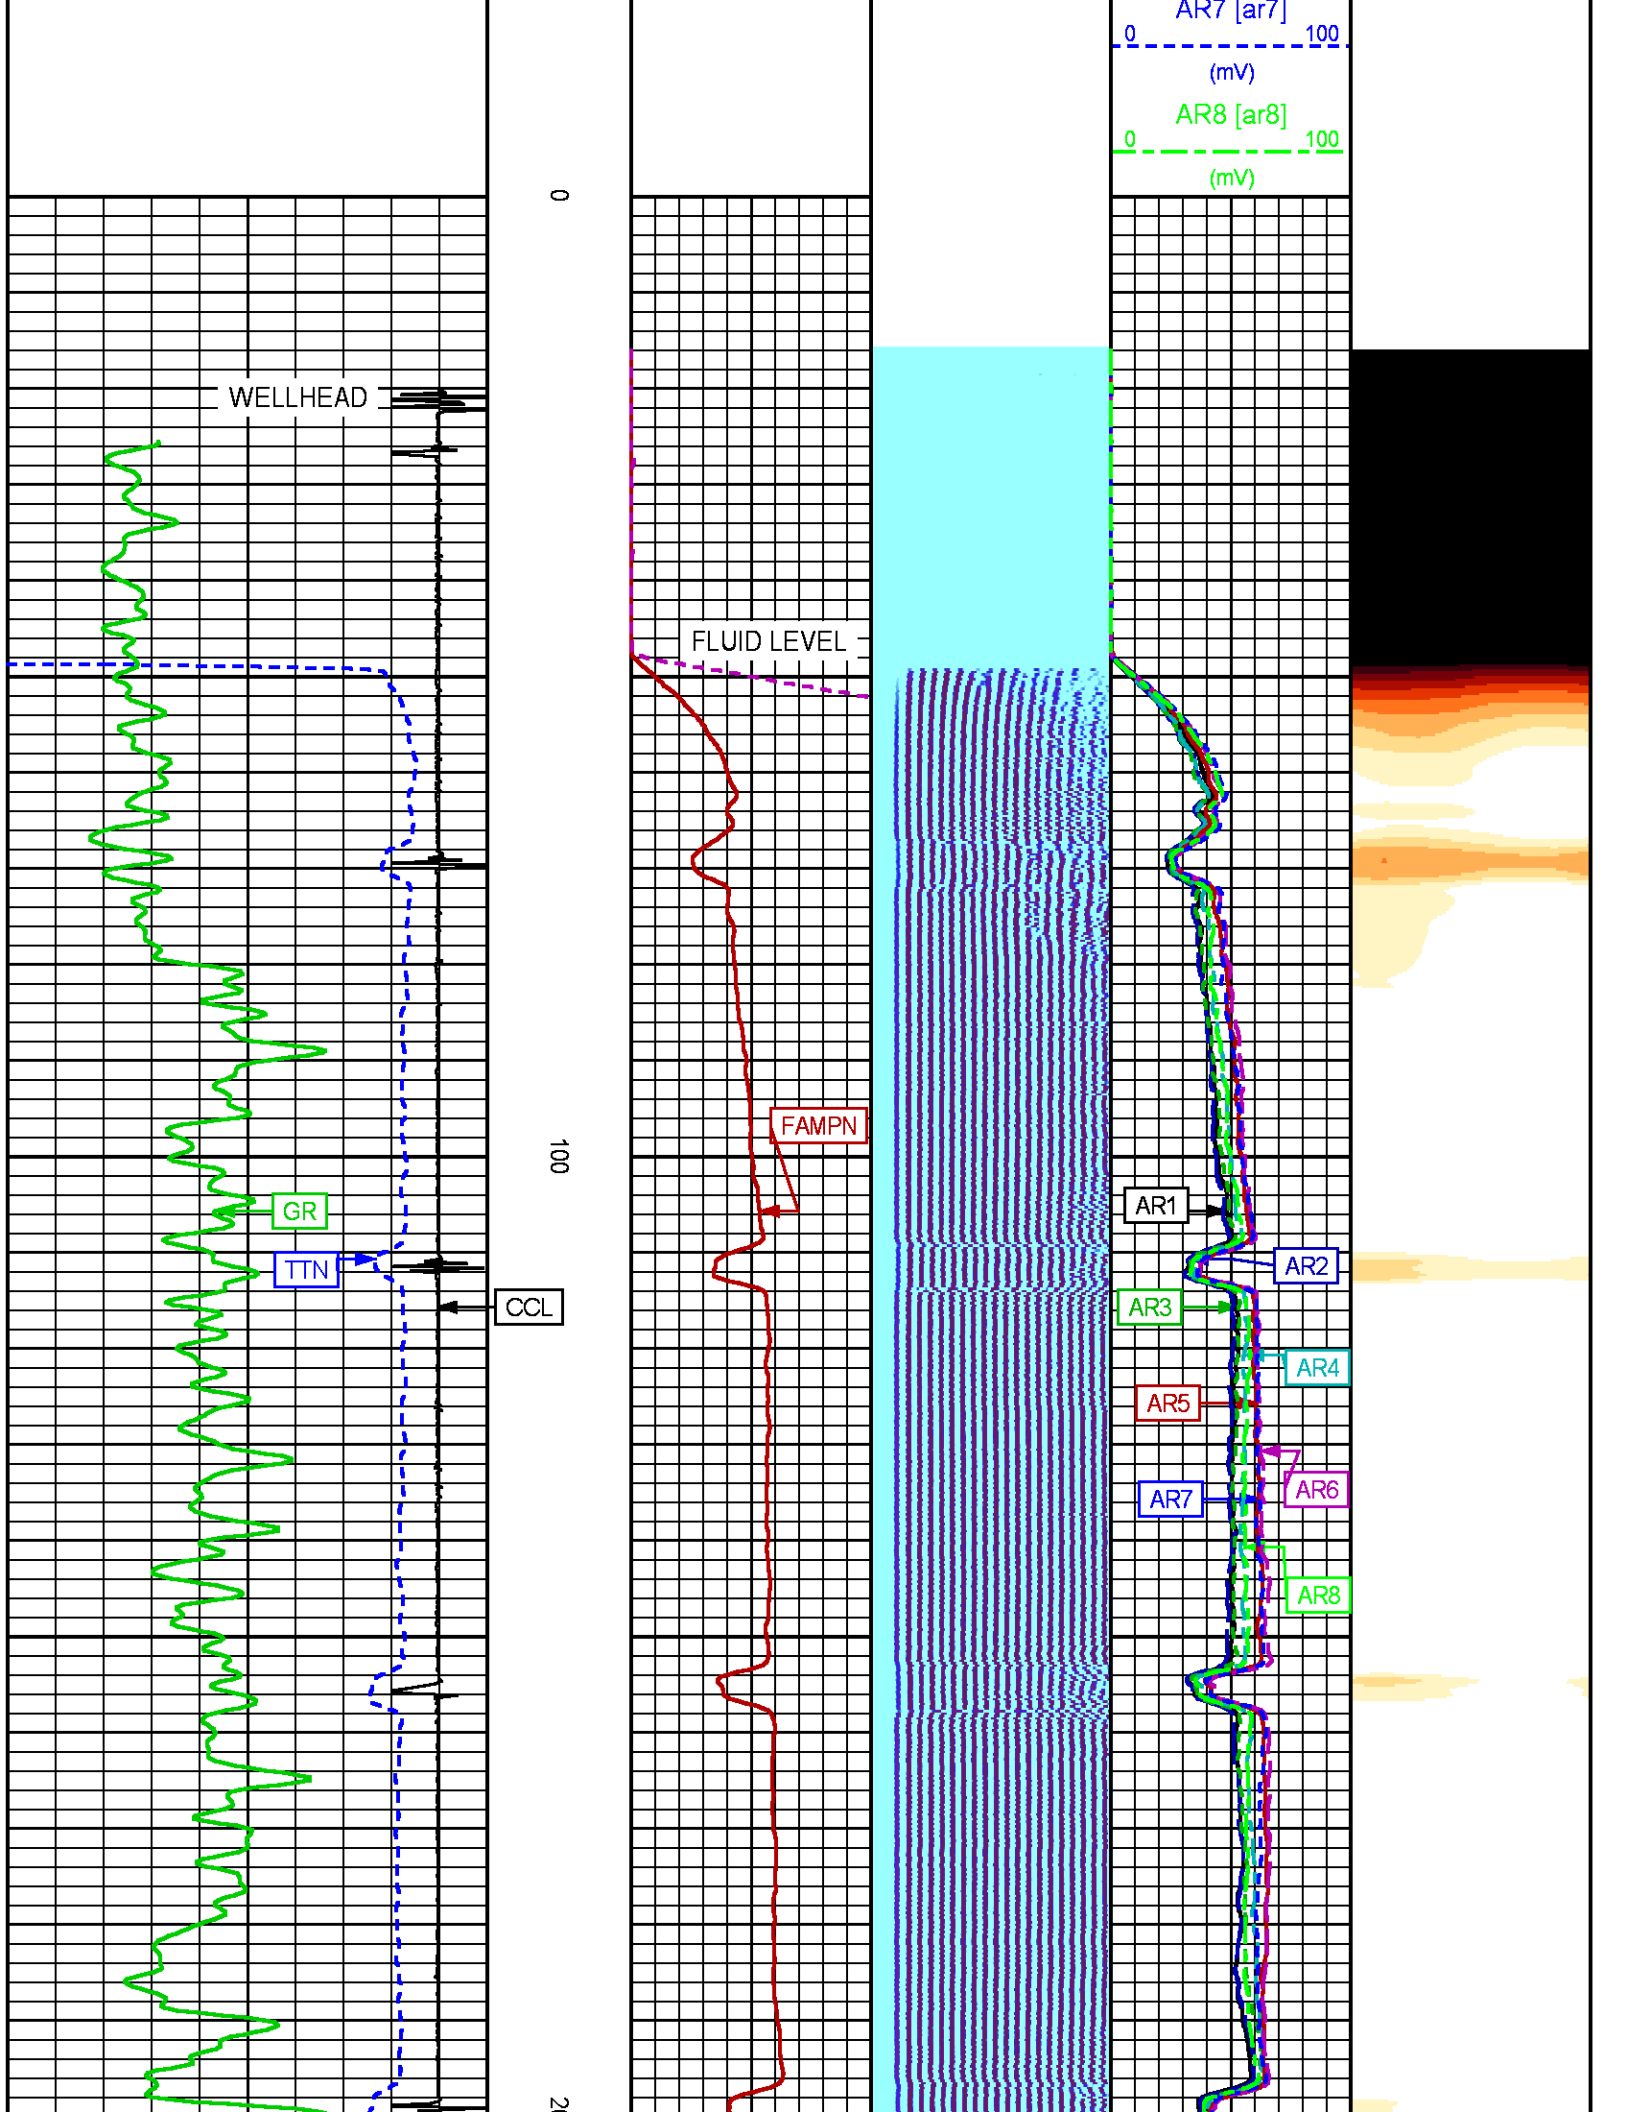 AR7 [ar7]
0 100
(mV)
AR8 [ar8]
0 100
(mV)
0
WELLHEAD
FLUID LEVEL
FAMPN
100
GR
AR1
TTN
AR2
CCL
AR3
AR4
AR5
AR6
AR7
AR8